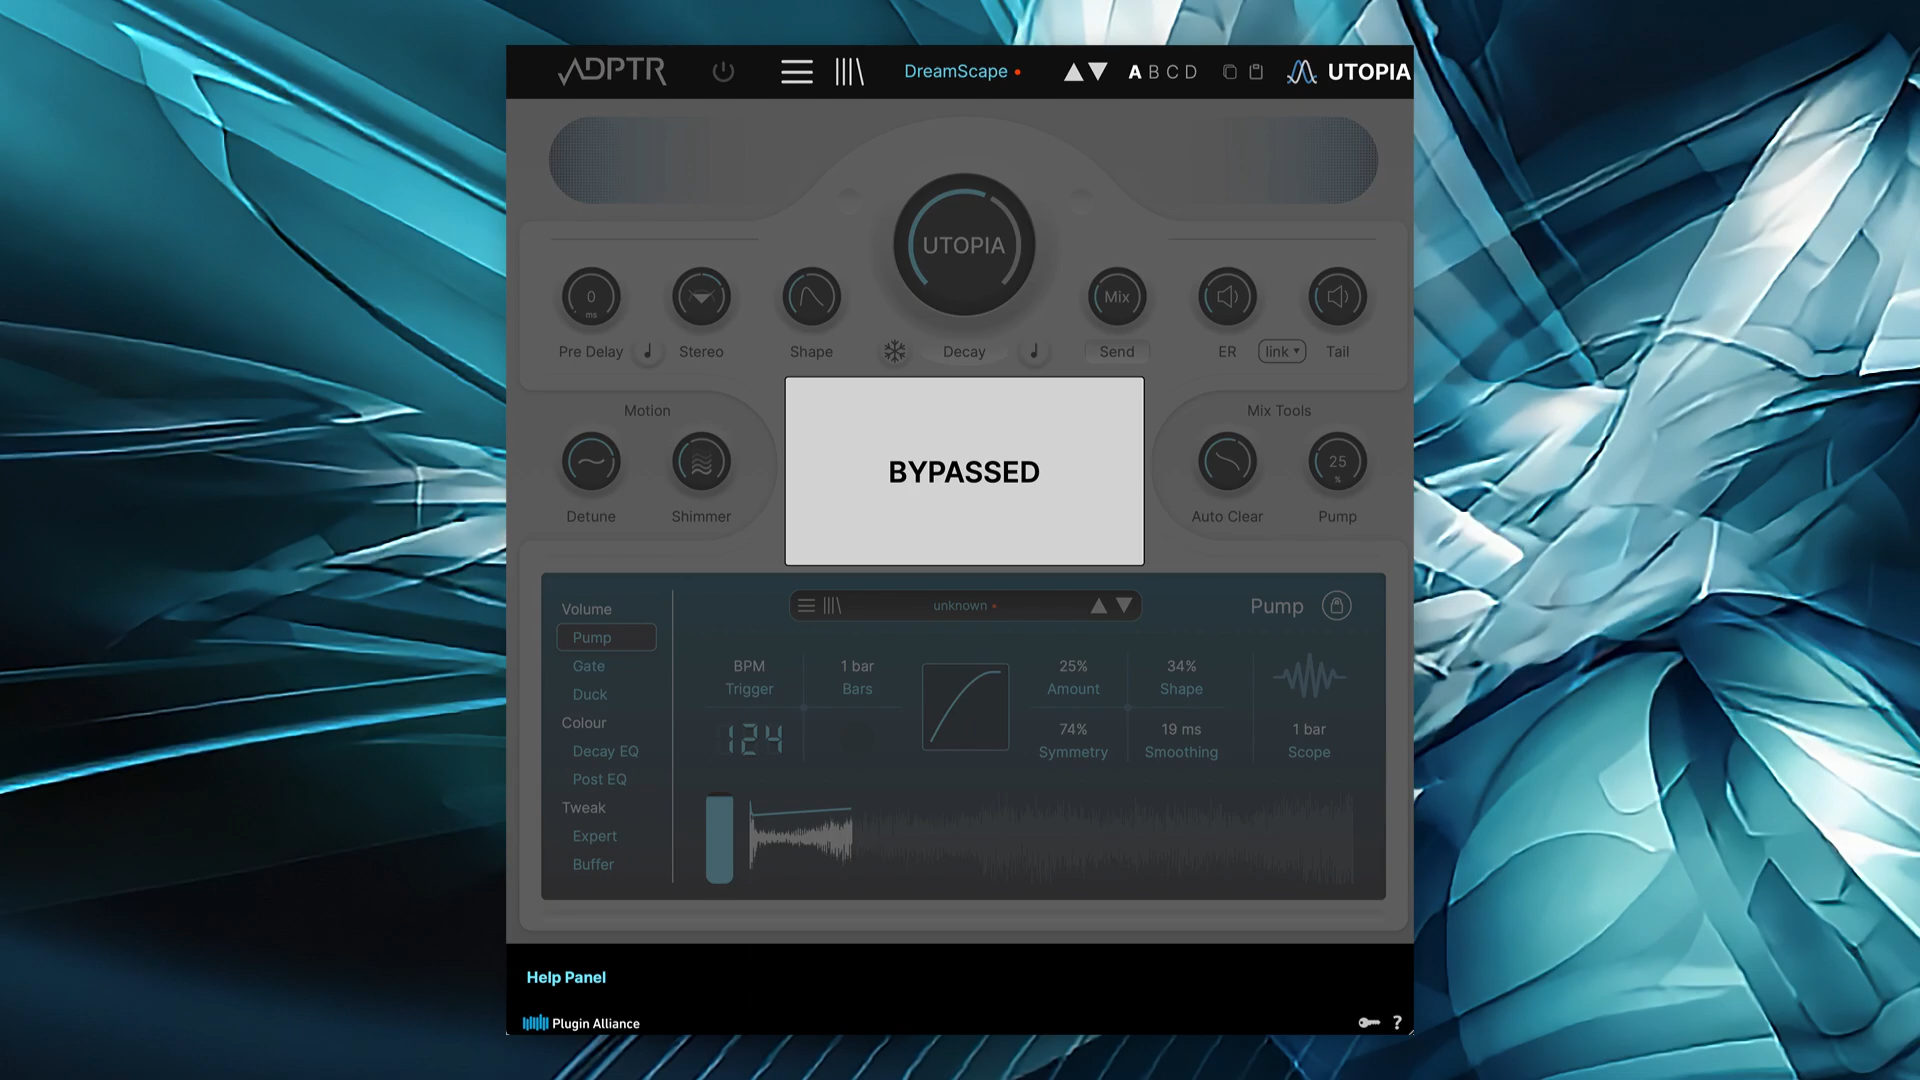 ADPTR
DreamScape
A B C D
UTOPIA
UTOPIA
0
ms
Mix
Pre Delay
Stereo
Shape
Decay
Send
ER
link
Tail
Motion
Mix Tools
BYPASSED
25
%
Detune
Shimmer
Auto Clear
Pump
Volume
Pump
Gate
Duck
Colour
Decay EQ
Post EQ
Tweak
Expert
Buffer
unknown
Pump
BPM
Trigger
1 bar
Bars
25%
Amount
34%
Shape
124
74%
Symmetry
19 ms
Smoothing
1 bar
Scope
Help Panel
Plugin Alliance
?